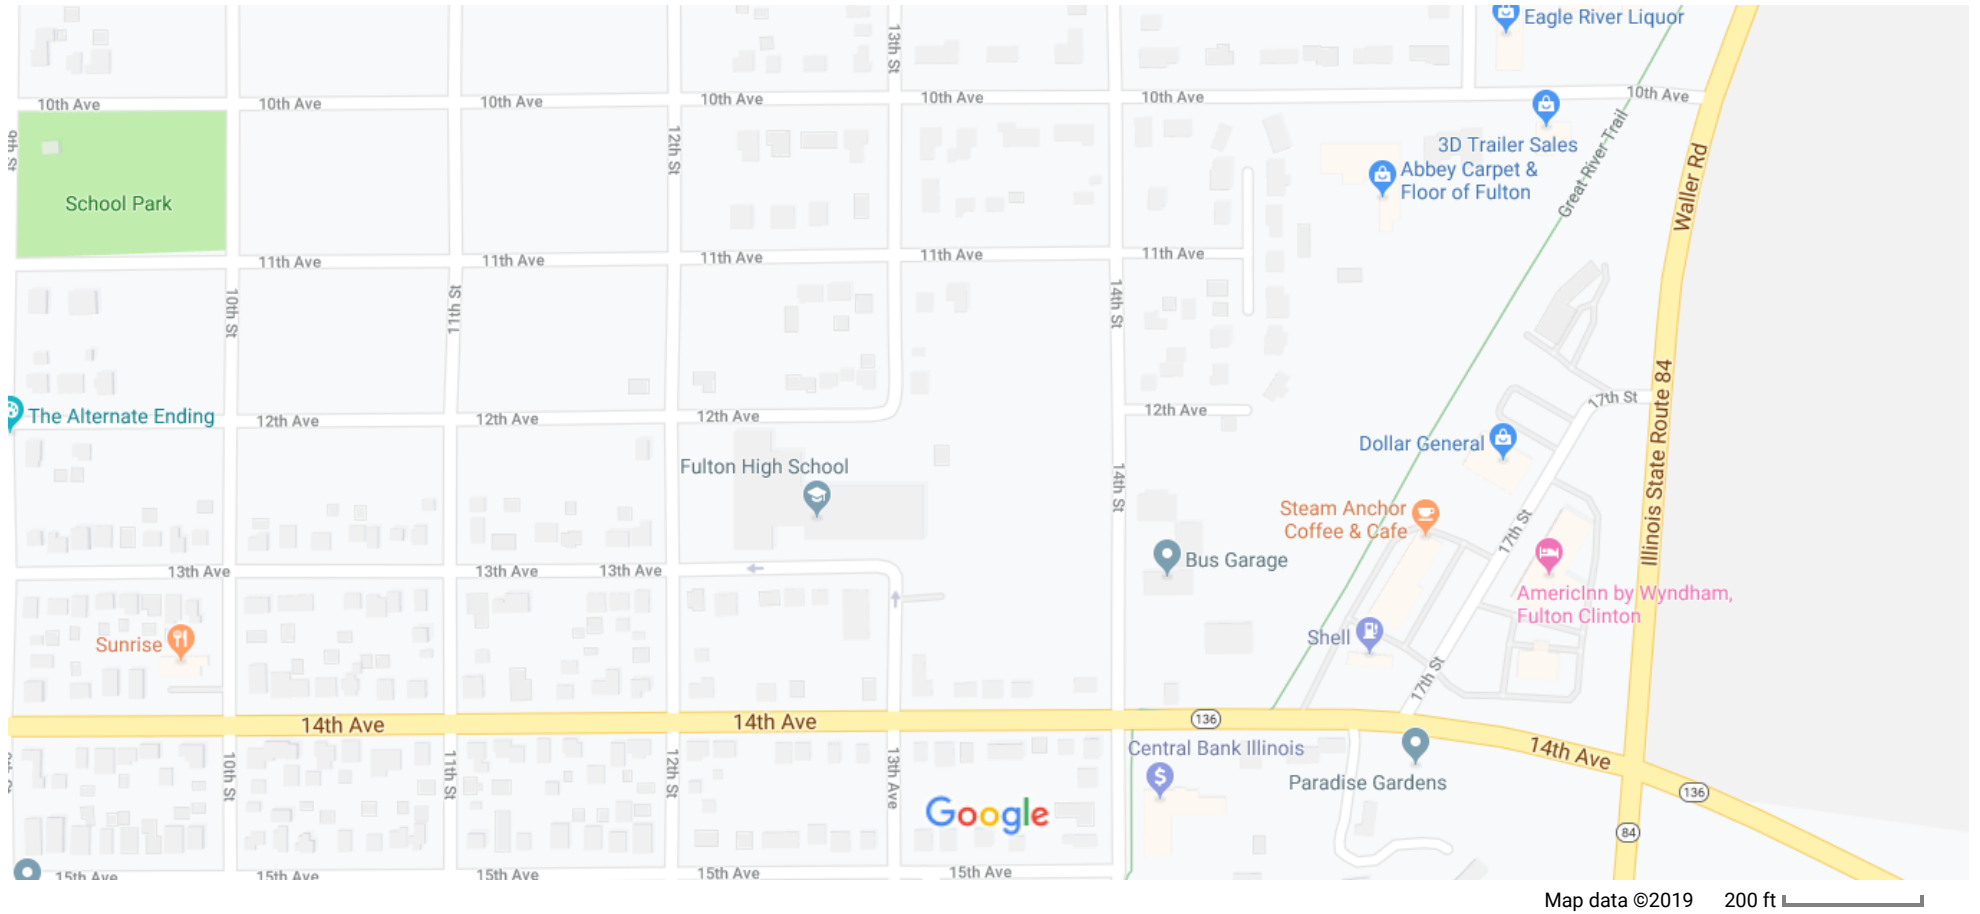 Eagle River Liquor
13th St
10th Ave
10th Ave
10th Ave
10th Ave
10th Ave
10th Ave
10th Ave
9th St
12th St
3D Trailer Sales
Abbey Carpet &
Floor of Fulton
Great River Trail
Waller Rd
School Park
11th Ave
11th Ave
11th Ave
11th Ave
11th Ave
10th St
11th St
14th St
The Alternate Ending
12th Ave
12th Ave
12th Ave
12th Ave
17th St
Illinois State Route 84
Dollar General
Fulton High School
14th St
Steam Anchor
Coffee & Cafe
17th St
Bus Garage
13th Ave
13th Ave
13th Ave
AmericInn by Wyndham,
Fulton Clinton
Sunrise
Shell
17th St
14th Ave
14th Ave
136
14th Ave
Central Bank Illinois
10th St
11th St
12th St
13th Ave
Paradise Gardens
136
Google
84
15th Ave
15th Ave
15th Ave
15th Ave
15th Ave
Map data ©2019
200 ft